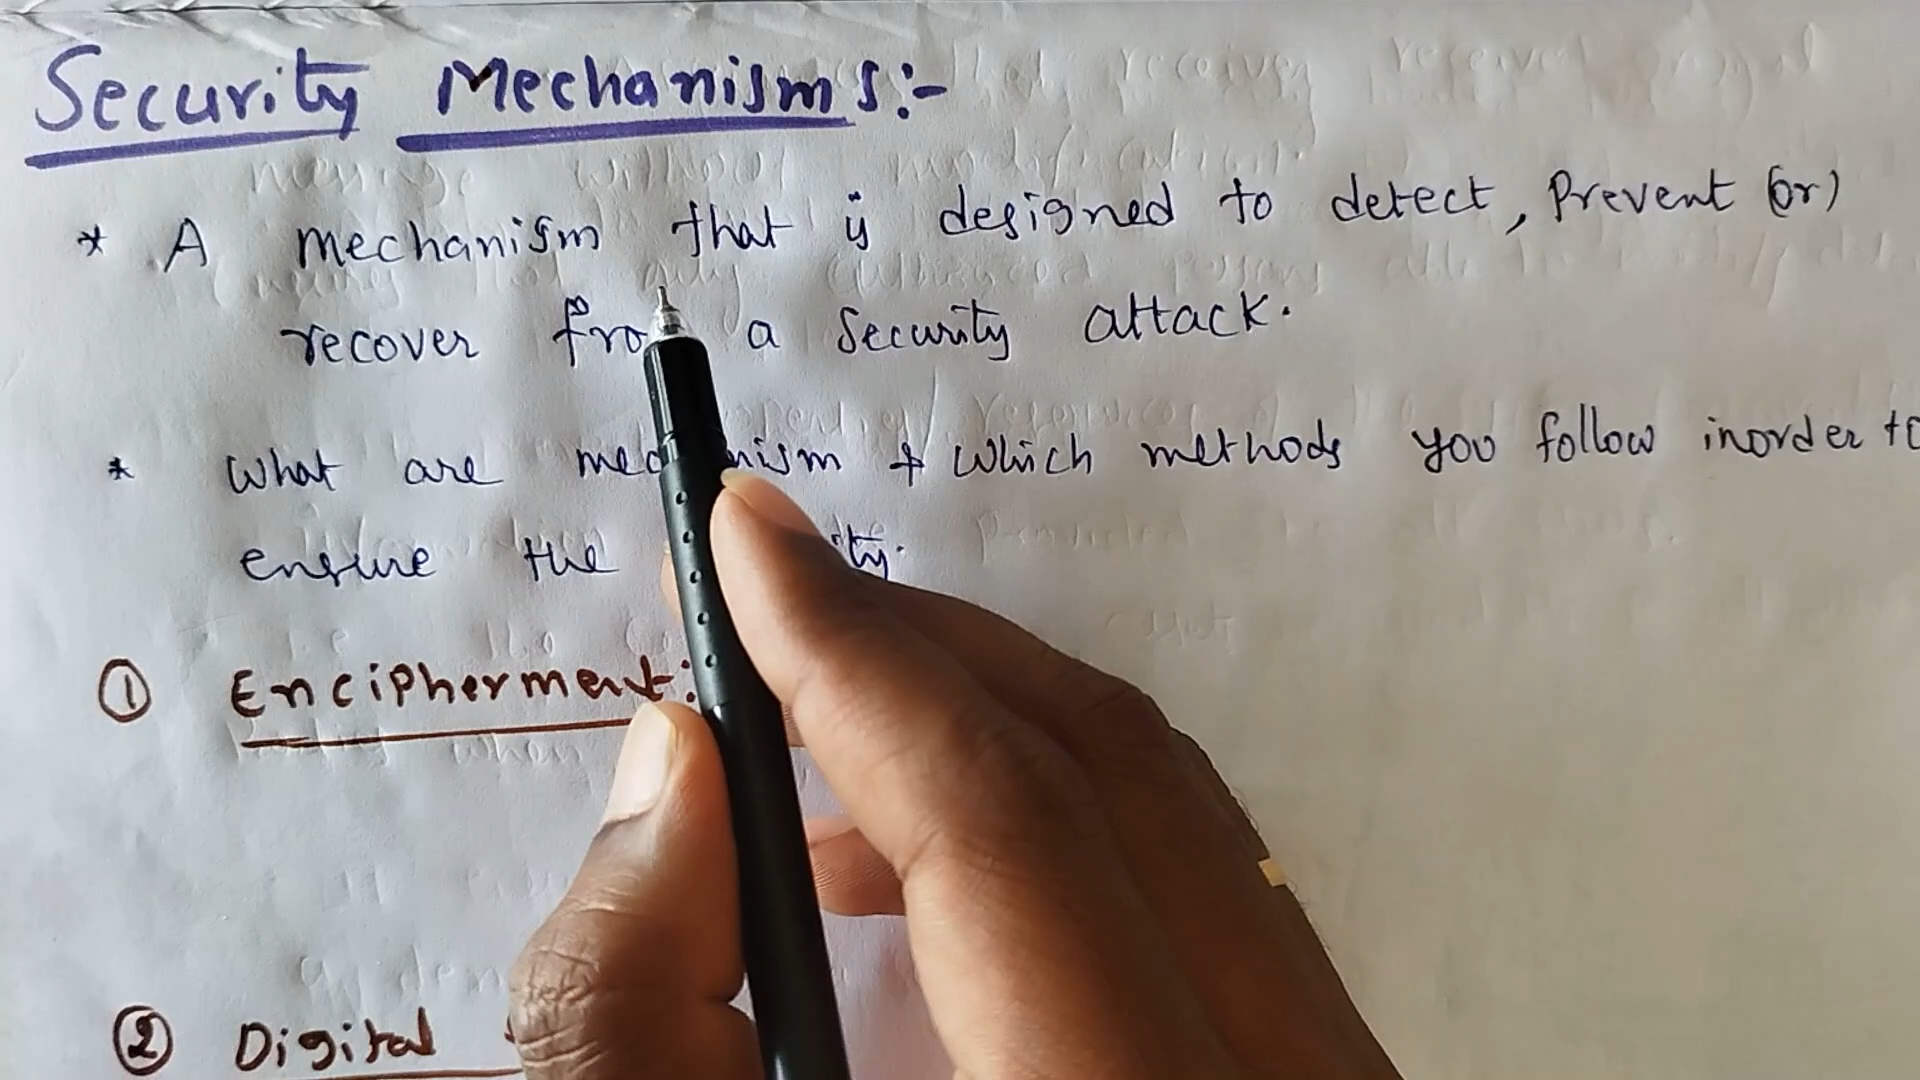 Security Mechanisms:-
* A mechanism that is designed to detect, Prevent (or)
recover a Security attack.
* What are + Which methods you follow inorder to
ensure the
① Encipherment:
② Digital